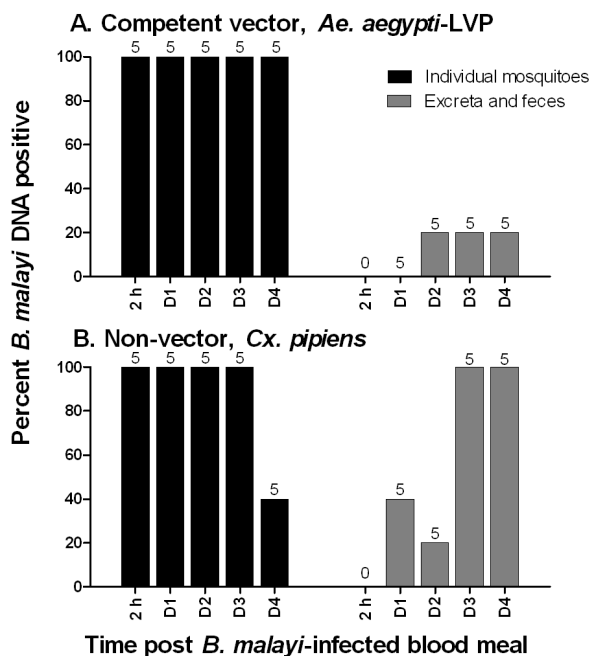 A. Competent vector, Ae. aegypti-LVP
5 5 5 5 5
100
Individual mosquitoes
Excreta and feces
80
60
40
20
5 5 5
0
0 5
2 h D1 D2 D3 D4 2 h D1 D2 D3 D4
Percent B. malayi DNA positive
B. Non-vector, Cx. pipiens
5 5 5 5 5 5
100
80
60
40
5 5
20
5
0
0
2 h D1 D2 D3 D4 2 h D1 D2 D3 D4
Time post B. malayi-infected blood meal